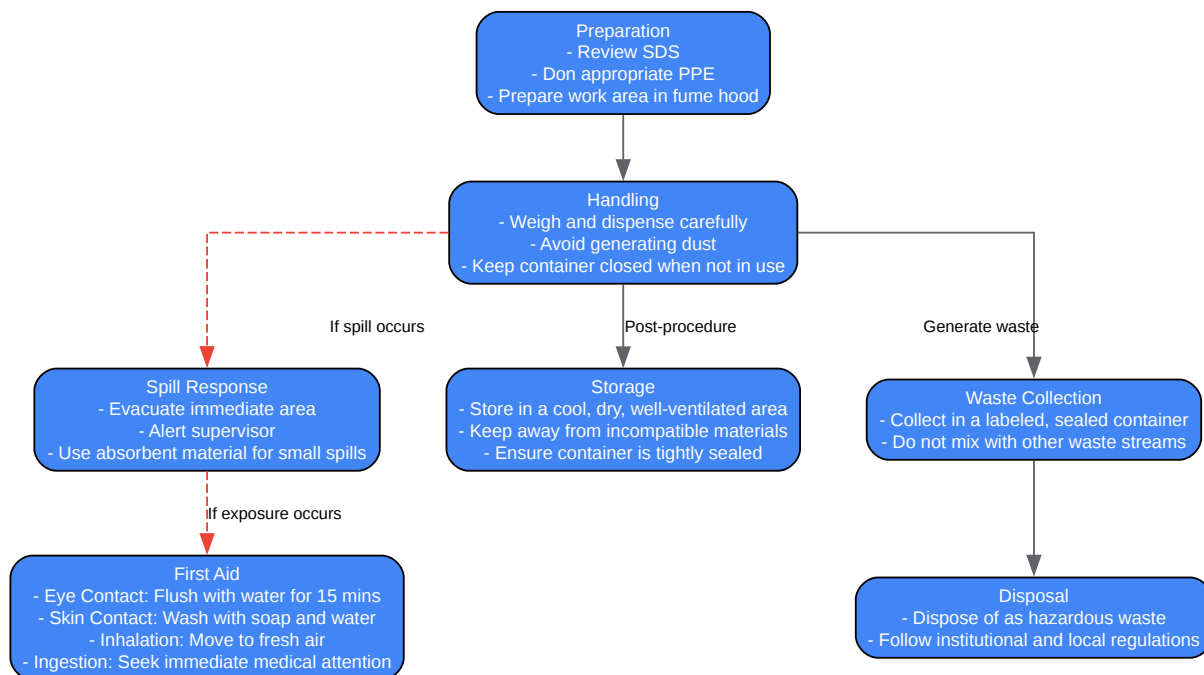 Preparation
- Review SDS
- Don appropriate PPE
- Prepare work area in fume hood
Handling
- Weigh and dispense carefully
- Avoid generating dust
- Keep container closed when not in use
If spill occurs
Post-procedure
Generate waste
Spill Response
- Evacuate immediate area
- Alert supervisor
- Use absorbent material for small spills
Storage
- Store in a cool, dry, well-ventilated area
- Keep away from incompatible materials
- Ensure container is tightly sealed
Waste Collection
- Collect in a labeled, sealed container
- Do not mix with other waste streams
If exposure occurs
First Aid
- Eye Contact: Flush with water for 15 mins
- Skin Contact: Wash with soap and water
- Inhalation: Move to fresh air
- Ingestion: Seek immediate medical attention
Disposal
- Dispose of as hazardous waste
- Follow institutional and local regulations